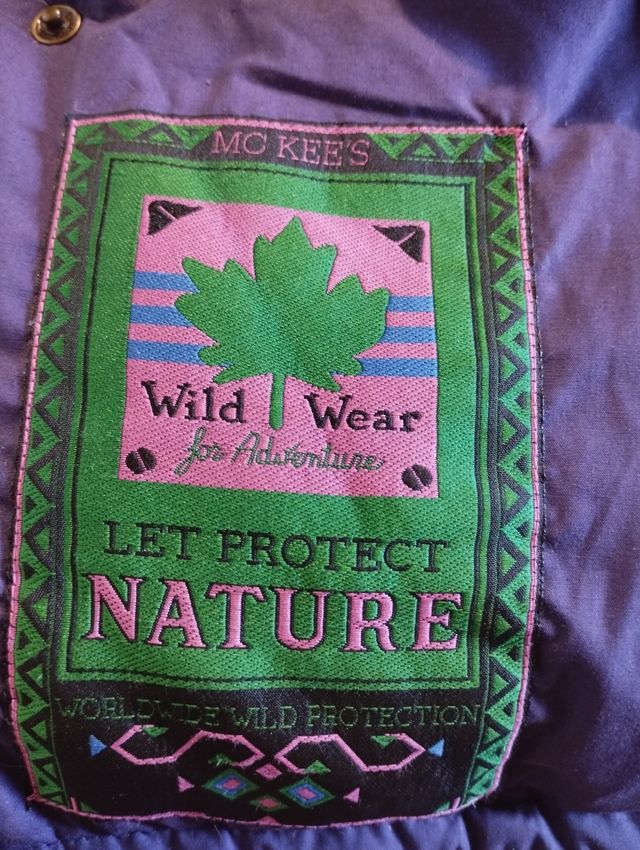 MC KEE'S
Wild Wear
for Adventure
LET PROTECT
NATURE
WORLDWIDE WILD PROTECTION